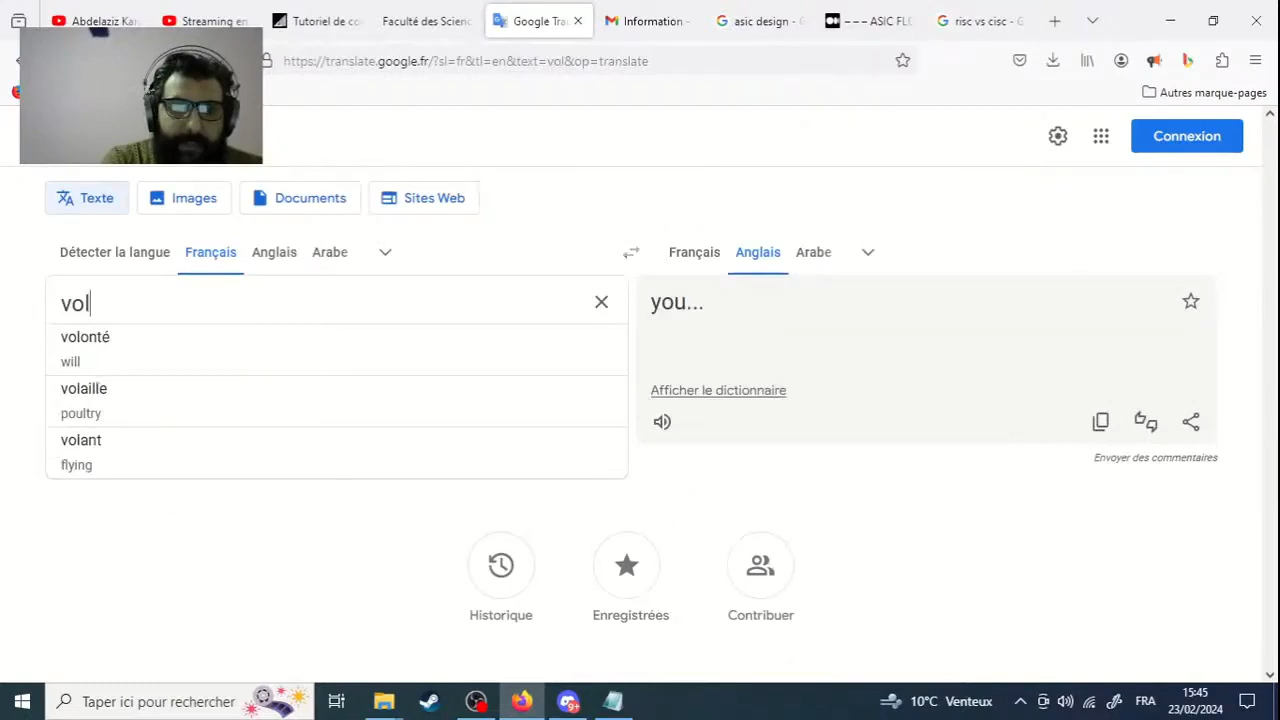 Abdelaziz Kar
Streaming en
Tutoriel de co
Faculté des Scien
Google Tra
Information -
asic design - G
– – – ASIC FLO
risc vs cisc - G
https://translate.google.fr/?sl=fr&tl=en&text=vol&op=translate
Autres marque-pages
Connexion
Texte
Images
Documents
Sites Web
Détecter la langue
Français
Anglais
Arabe
Français
Anglais
Arabe
vol
you...
volonté
will
volaille
poultry
volant
flying
Afficher le dictionnaire
Envoyer des commentaires
Historique
Enregistrées
Contribuer
Taper ici pour rechercher
9+
10°C Venteux
FRA
15:45
23/02/2024